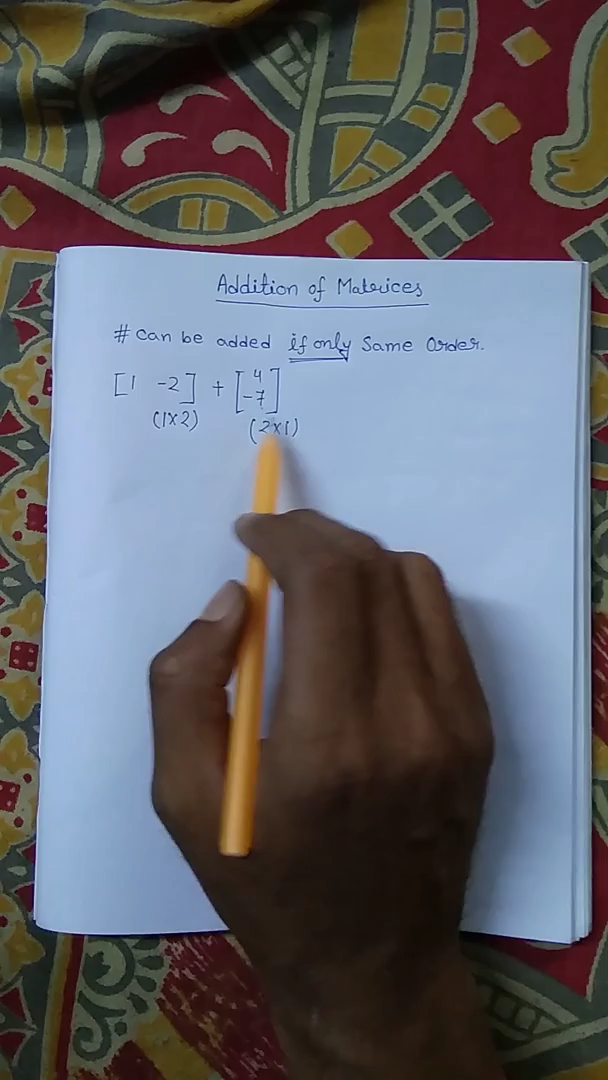 Addition of Matrices
# Can be added if only Same Order.
[1 -2] + [4
-7]
(1×2) (2×1)